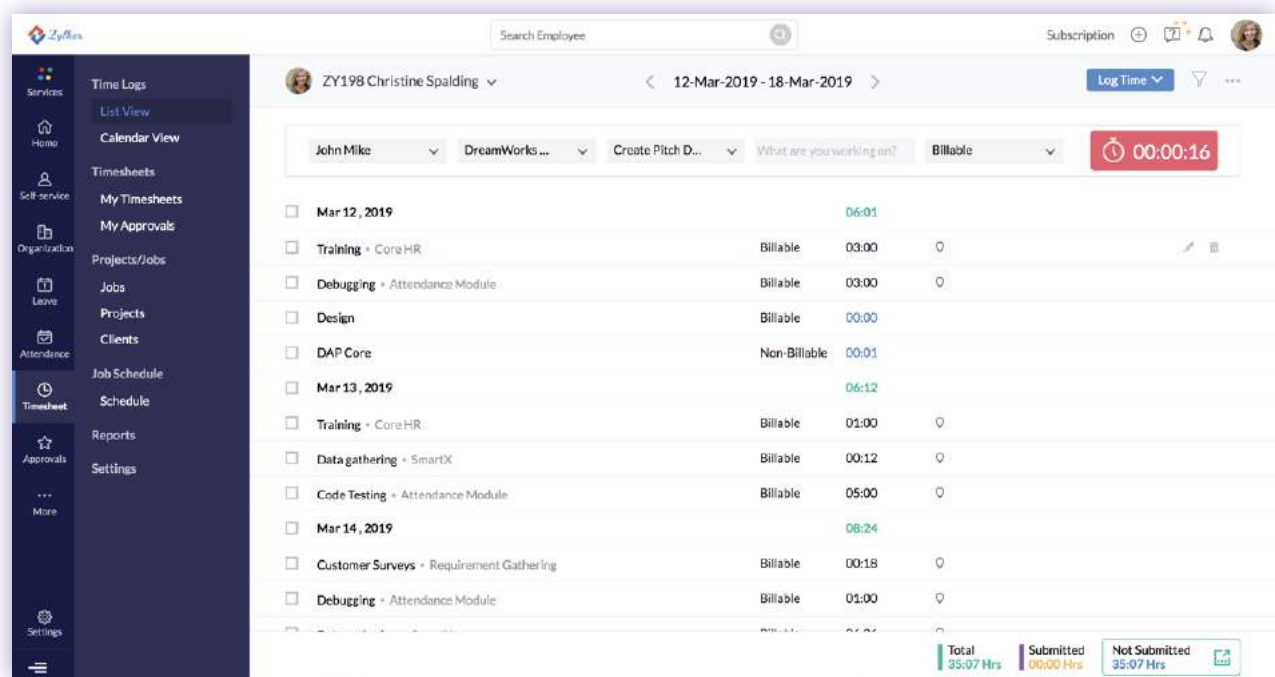 Zylker
Search Employee
Subscription
Services
Home
Self-service
Organization
Leave
Attendance
Timesheet
Approvals
More
Settings
Time Logs
List View
Calendar View
Timesheets
My Timesheets
My Approvals
Projects/Jobs
Jobs
Projects
Clients
Job Schedule
Schedule
Reports
Settings
ZY198 Christine Spalding
12-Mar-2019 - 18-Mar-2019
Log Time
John Mike DreamWorks ... Create Pitch D... What are you working on? Billable 00:00:16
Mar 12, 2019 06:01
Training • Core HR Billable 03:00
Debugging • Attendance Module Billable 03:00
Design Billable 00:00
DAP Core Non-Billable 00:01
Mar 13, 2019 06:12
Training • Core HR Billable 01:00
Data gathering • SmartX Billable 00:12
Code Testing • Attendance Module Billable 05:00
Mar 14, 2019 08:24
Customer Surveys • Requirement Gathering Billable 00:18
Debugging • Attendance Module Billable 01:00
Total
35:07 Hrs
Submitted
00:00 Hrs
Not Submitted
35:07 Hrs